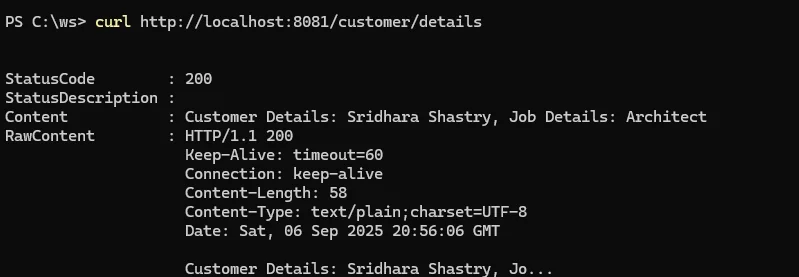 PS C:\ws> curl http://localhost:8081/customer/details
StatusCode        : 200
StatusDescription :
Content           : Customer Details: Sridhara Shastry, Job Details: Architect
RawContent        : HTTP/1.1 200
                    Keep-Alive: timeout=60
                    Connection: keep-alive
                    Content-Length: 58
                    Content-Type: text/plain;charset=UTF-8
                    Date: Sat, 06 Sep 2025 20:56:06 GMT
                    Customer Details: Sridhara Shastry, Jo...